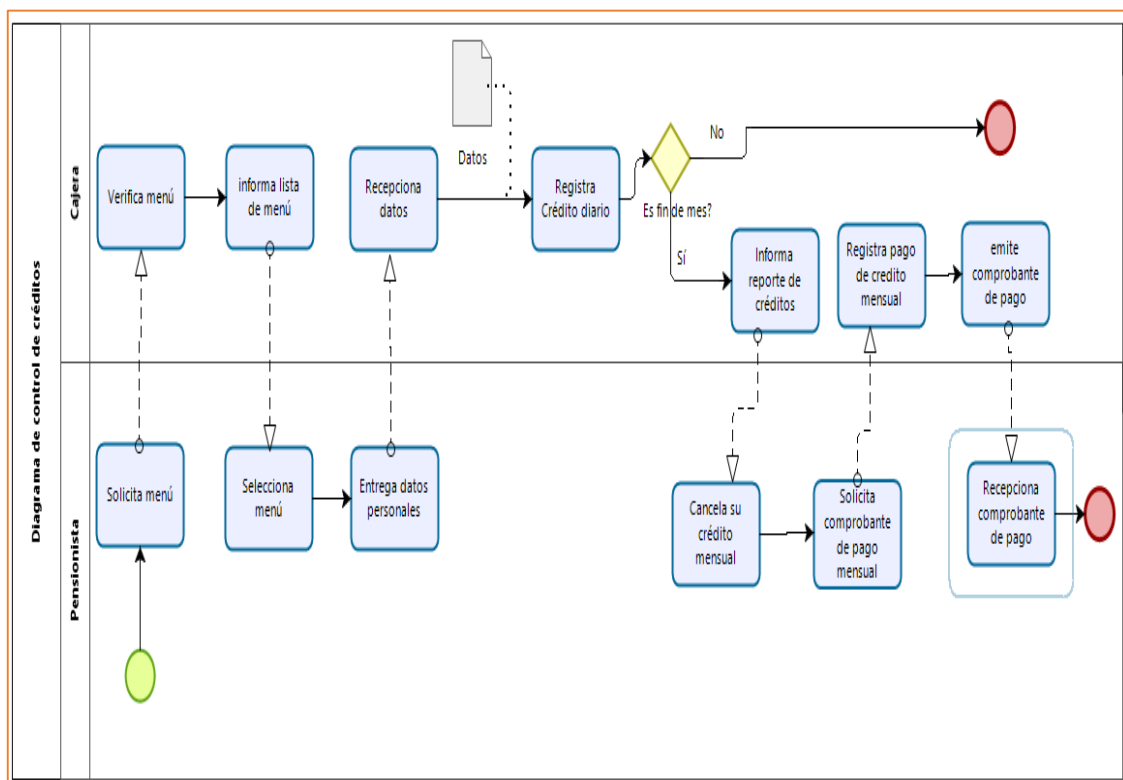 Diagrama de control de créditos
Cajera
Pensionista
Datos
Verifica menú
informa lista
de menú
Recepciona
datos
Registra
Crédito diario
No
Es fin de mes?
Sí
Informa
reporte de
créditos
Registra pago
de credito
mensual
emite
comprobante
de pago
Solicita menú
Selecciona
menú
Entrega datos
personales
Cancela su
crédito
mensual
Solicita
comprobante
de pago
mensual
Recepciona
comprobante
de pago